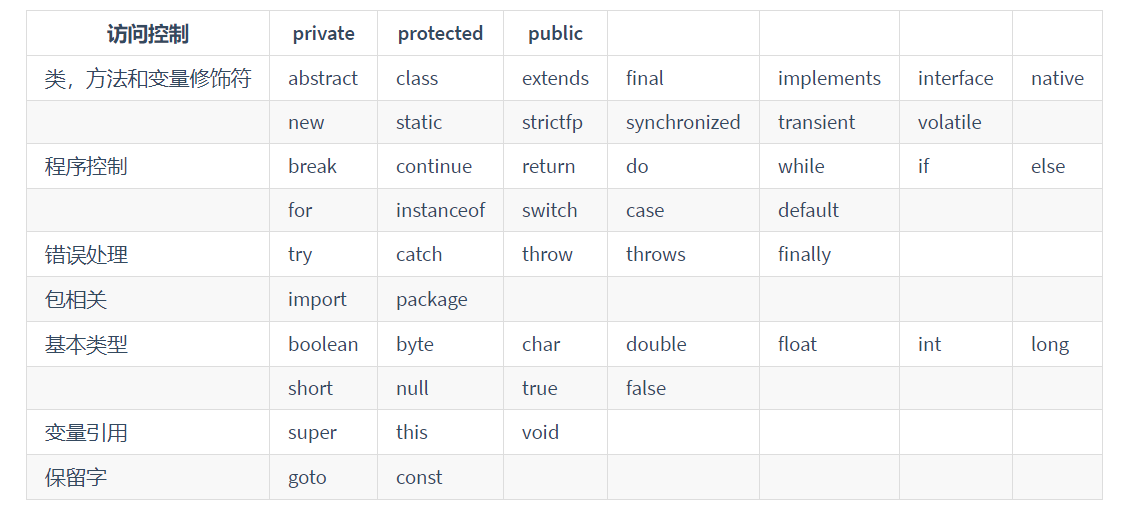 访问控制 private protected public
类，方法和变量修饰符 abstract class extends final implements interface native
new static strictfp synchronized transient volatile
程序控制 break continue return do while if else
for instanceof switch case default
错误处理 try catch throw throws finally
包相关 import package
基本类型 boolean byte char double float int long
short null true false
变量引用 super this void
保留字 goto const